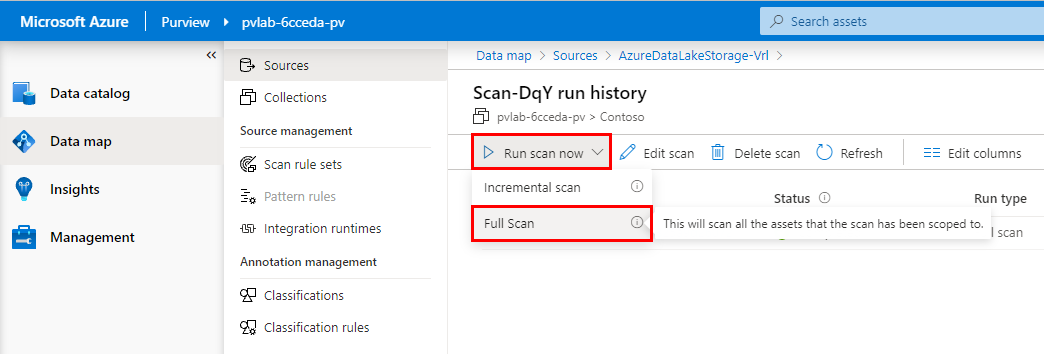 Microsoft Azure Purview ▸ pvlab-6cceda-pv Search assets
«
Data catalog
Data map
Insights
Management
Sources
Collections
Source management
Scan rule sets
Pattern rules
Integration runtimes
Annotation management
Classifications
Classification rules
Data map > Sources > AzureDataLakeStorage-Vrl >
Scan-DqY run history
pvlab-6cceda-pv > Contoso
Run scan now Edit scan Delete scan Refresh Edit columns
Incremental scan
Full Scan
Status Run type
This will scan all the assets that the scan has been scoped to.
scan